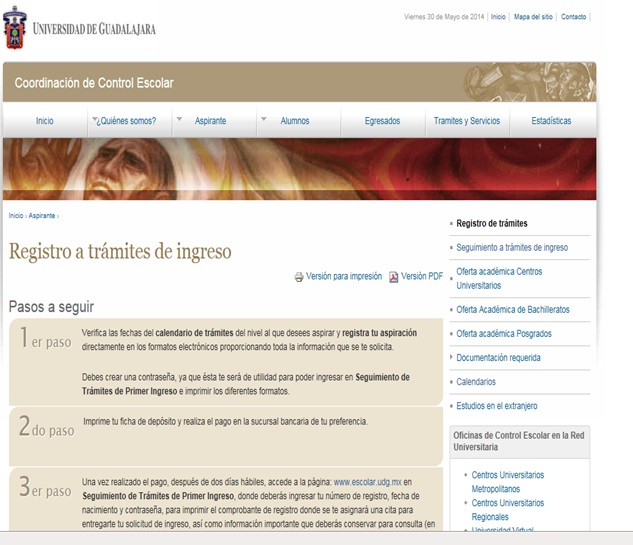 UNIVERSIDAD DE GUADALAJARA
Viernes 30 de Mayo de 2014 | Inicio | Mapa del sitio | Contacto |
Coordinación de Control Escolar
Inicio
¿Quiénes somos?
Aspirante
Alumnos
Egresados
Tramites y Servicios
Estadísticas
Inicio › Aspirante ›
Registro a trámites de ingreso
Versión para impresión
Versión PDF
Pasos a seguir
1er paso
Verifica las fechas del calendario de trámites del nivel al que desees aspirar y registra tu aspiración
directamente en los formatos electrónicos proporcionando toda la información que se te solicita.
Debes crear una contraseña, ya que ésta te será de utilidad para poder ingresar en Seguimiento de
Trámites de Primer Ingreso e imprimir los diferentes formatos.
2do paso
Imprime tu ficha de depósito y realiza el pago en la sucursal bancaria de tu preferencia.
3er paso
Una vez realizado el pago, después de dos días hábiles, accede a la página: www.escolar.udg.mx en
Seguimiento de Trámites de Primer Ingreso, donde deberás ingresar tu número de registro, fecha de
nacimiento y contraseña, para imprimir el comprobante de registro donde se te asignará una cita para
entregarte tu solicitud de ingreso, así como información importante que deberás conservar para consulta (en
Registro de trámites
Seguimiento a trámites de ingreso
Oferta académica Centros
Universitarios
Oferta Académica de Bachilleratos
Oferta académica Posgrados
Documentación requerida
Calendarios
Estudios en el extranjero
Oficinas de Control Escolar en la Red
Universitaria
Centros Universitarios
Metropolitanos
Centros Universitarios
Regionales
Universidad Virtual